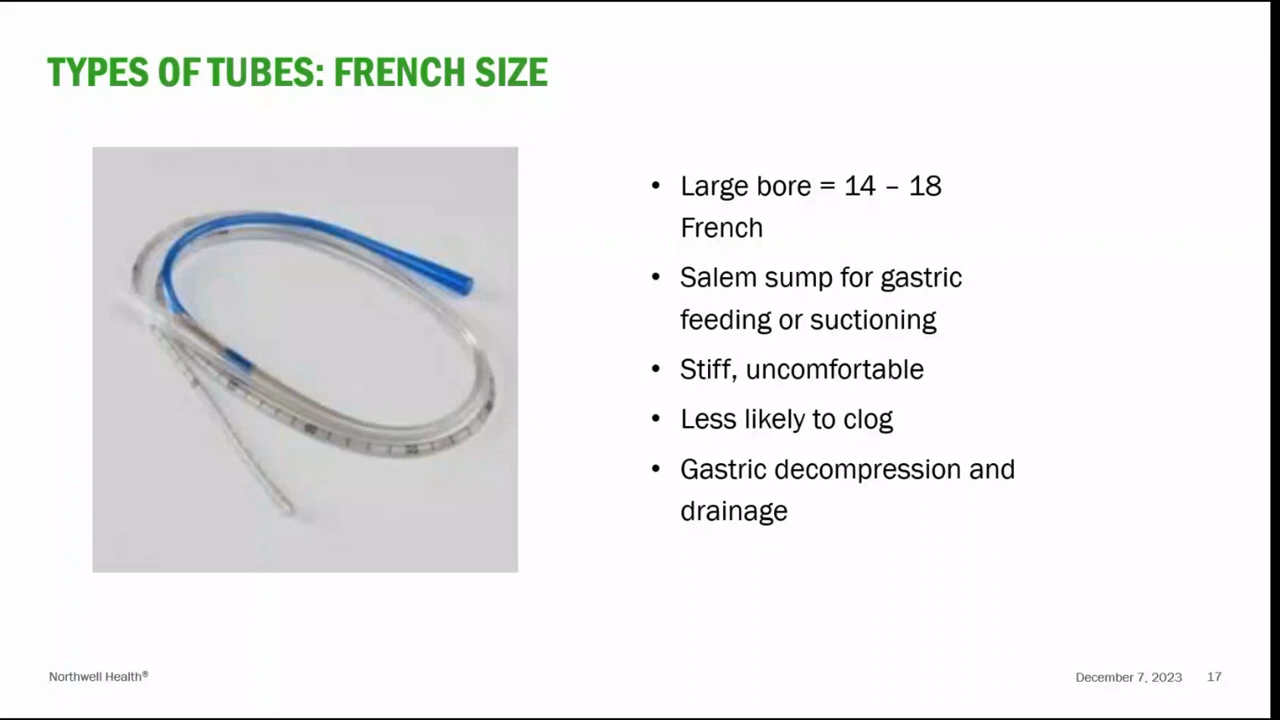 TYPES OF TUBES: FRENCH SIZE
• Large bore = 14 – 18
French
• Salem sump for gastric
feeding or suctioning
• Stiff, uncomfortable
• Less likely to clog
• Gastric decompression and
drainage
Northwell Health®
December 7, 2023 17